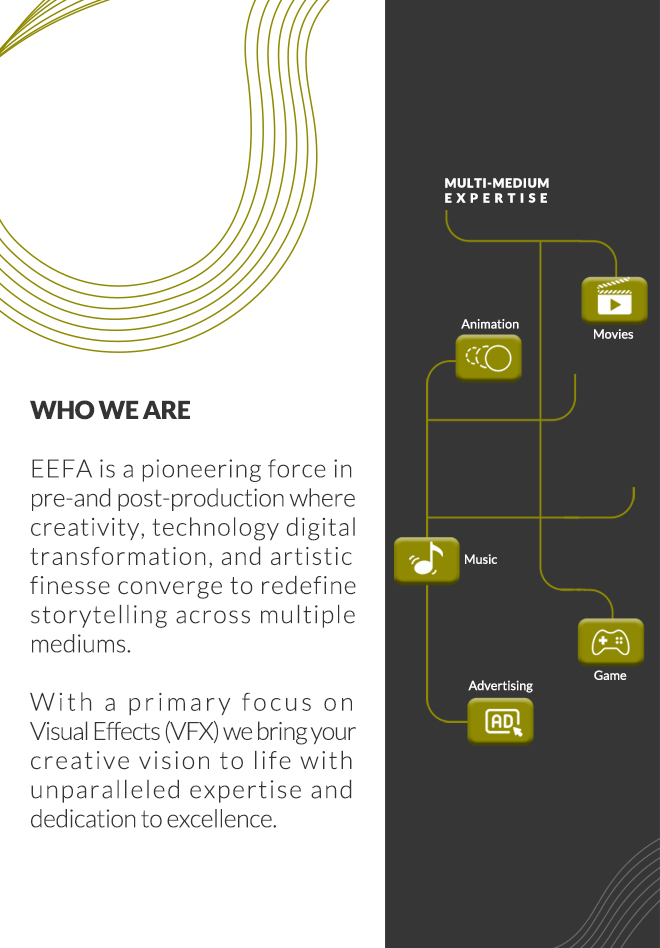 WHO WE ARE
EEFA is a pioneering force in
pre-and post-production where
creativity, technology digital
transformation, and artistic
finesse converge to redefine
storytelling across multiple
mediums.
With a primary focus on
Visual Effects (VFX) we bring your
creative vision to life with
unparalleled expertise and
dedication to excellence.
MULTI-MEDIUM
EXPERTISE
Movies
Animation
Music
Game
Advertising
AD